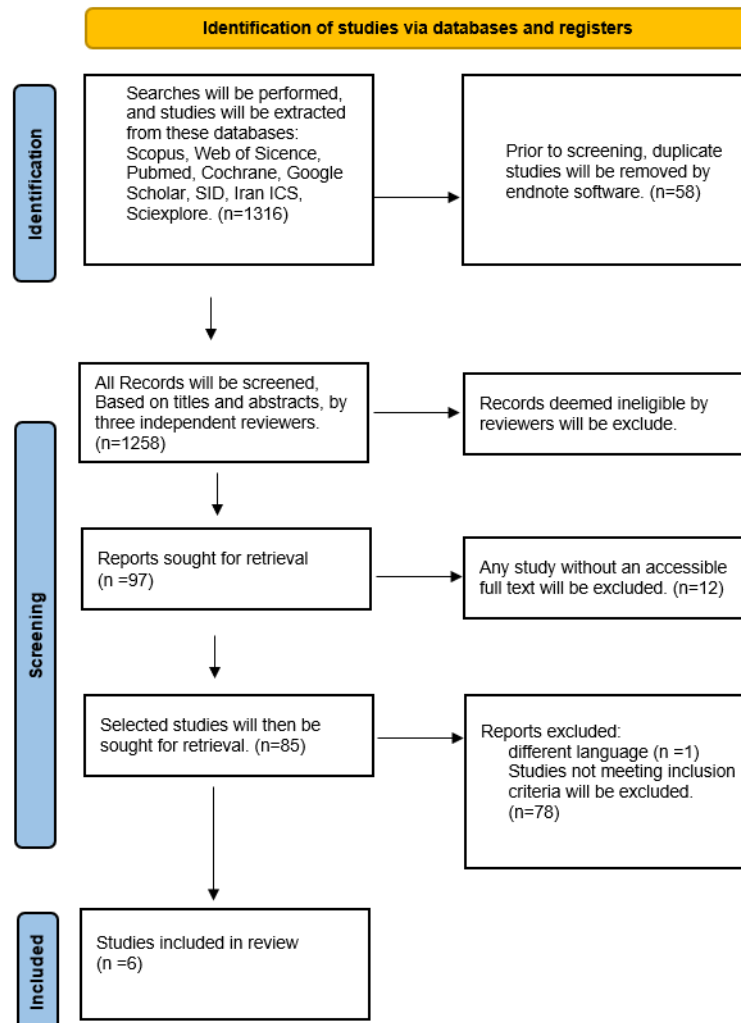 Identification of studies via databases and registers
Identification
Searches will be performed,
and studies will be extracted
from these databases:
Scopus, Web of Sicence,
Pubmed, Cochrane, Google
Scholar, SID, Iran ICS,
Sciexplore. (n=1316)
Prior to screening, duplicate
studies will be removed by
endnote software. (n=58)
Screening
All Records will be screened,
Based on titles and abstracts, by
three independent reviewers.
(n=1258)
Records deemed ineligible by
reviewers will be exclude.
Reports sought for retrieval
(n =97)
Any study without an accessible
full text will be excluded. (n=12)
Selected studies will then be
sought for retrieval. (n=85)
Reports excluded:
different language (n =1)
Studies not meeting inclusion
criteria will be excluded.
(n=78)
Included
Studies included in review
(n =6)